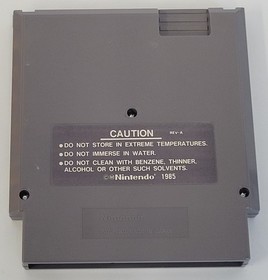 CAUTION REV-A
•DO NOT STORE IN EXTREME TEMPERATURES.
•DO NOT IMMERSE IN WATER.
•DO NOT CLEAN WITH BENZENE, THINNER,
ALCOHOL OR OTHER SUCH SOLVENTS.
©®Nintendo® 1985